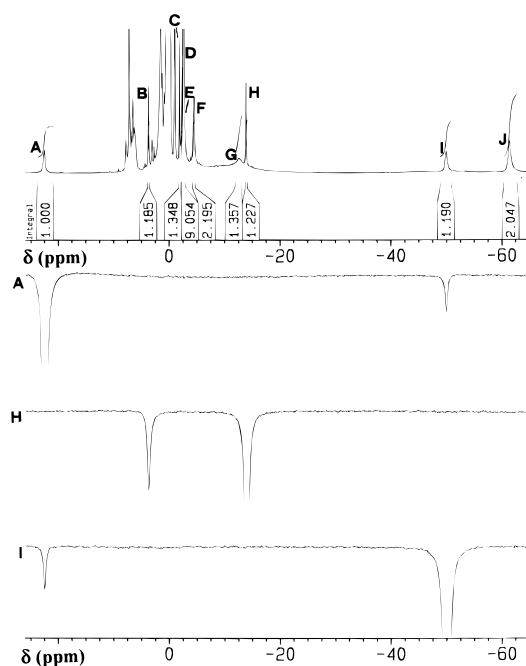 C
D
B
E
H
F
A
G
I
J
Integral
1.000
1.185
1.348
9.054
2.195
1.357
1.227
1.190
2.047
δ (ppm)
0
-20
-40
-60
A
H
I
δ (ppm)
0
-20
-40
-60